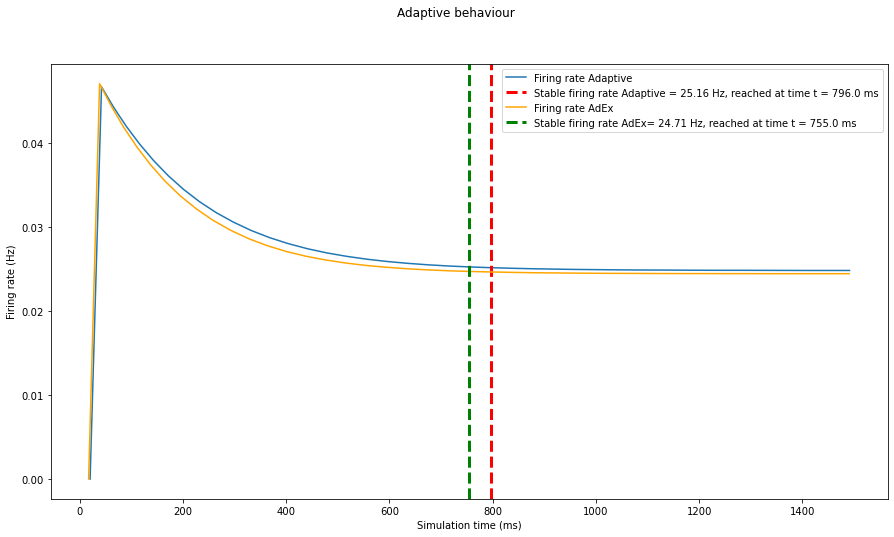 Adaptive behaviour
Firing rate Adaptive
Stable firing rate Adaptive = 25.16 Hz, reached at time t = 796.0 ms
Firing rate AdEx
Stable firing rate AdEx= 24.71 Hz, reached at time t = 755.0 ms
Firing rate (Hz)
0.04
0.03
0.02
0.01
0.00
0 200 400 600 800 1000 1200 1400
Simulation time (ms)